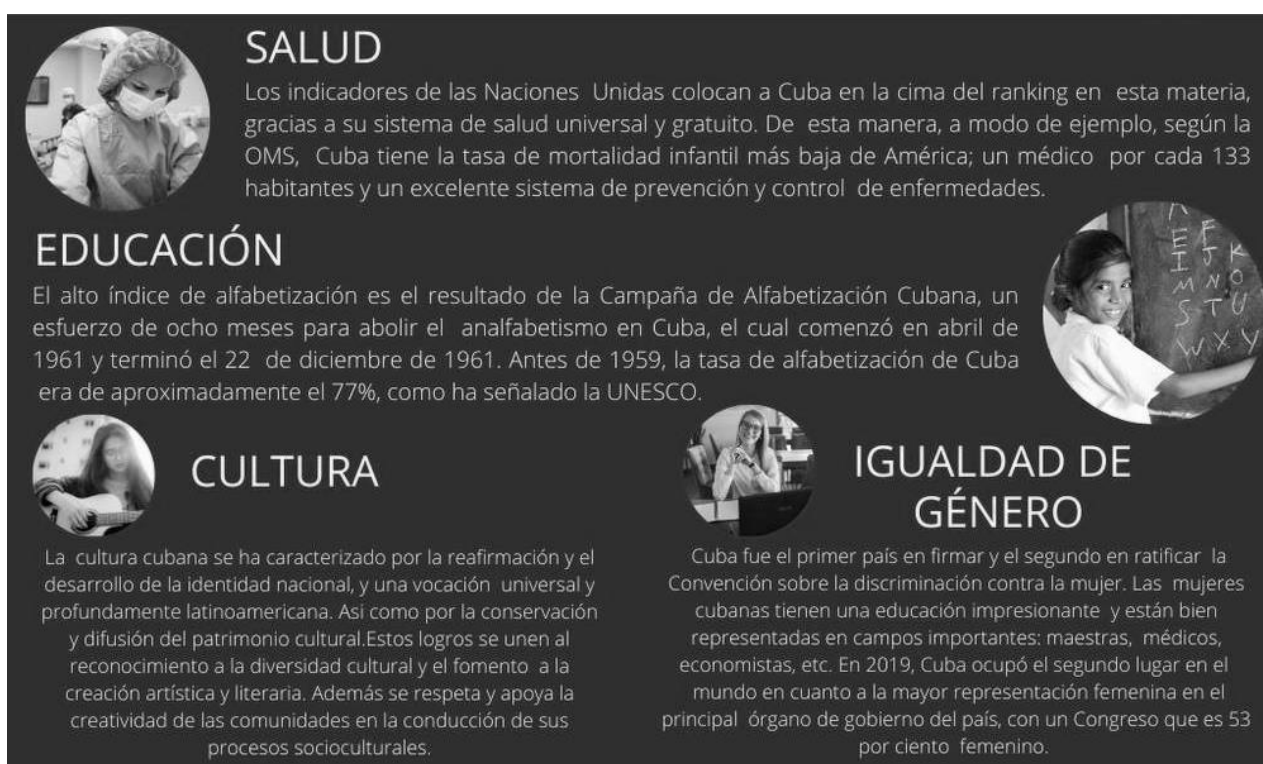 SALUD
Los indicadores de las Naciones Unidas colocan a Cuba en la cima del ranking en esta materia,
gracias a su sistema de salud universal y gratuito. De esta manera, a modo de ejemplo, según la
OMS, Cuba tiene la tasa de mortalidad infantil más baja de América; un médico por cada 133
habitantes y un excelente sistema de prevención y control de enfermedades.
EDUCACIÓN
El alto índice de alfabetización es el resultado de la Campaña de Alfabetización Cubana, un
esfuerzo de ocho meses para abolir el analfabetismo en Cuba, el cual comenzó en abril de
1961 y terminó el 22 de diciembre de 1961. Antes de 1959, la tasa de alfabetización de Cuba
era de aproximadamente el 77%, como ha señalado la UNESCO.
E F
I J K
M N O
S T U
W X Y
CULTURA
La cultura cubana se ha caracterizado por la reafirmación y el
desarrollo de la identidad nacional, y una vocación universal y
profundamente latinoamericana. Asi como por la conservación
y difusión del patrimonio cultural.Estos logros se unen al
reconocimiento a la diversidad cultural y el fomento a la
creación artística y literaria. Además se respeta y apoya la
creatividad de las comunidades en la conducción de sus
procesos socioculturales.
IGUALDAD DE
GÉNERO
Cuba fue el primer país en firmar y el segundo en ratificar la
Convención sobre la discriminación contra la mujer. Las mujeres
cubanas tienen una educación impresionante y están bien
representadas en campos importantes: maestras, médicos,
economistas, etc. En 2019, Cuba ocupó el segundo lugar en el
mundo en cuanto a la mayor representación femenina en el
principal órgano de gobierno del país, con un Congreso que es 53
por ciento femenino.